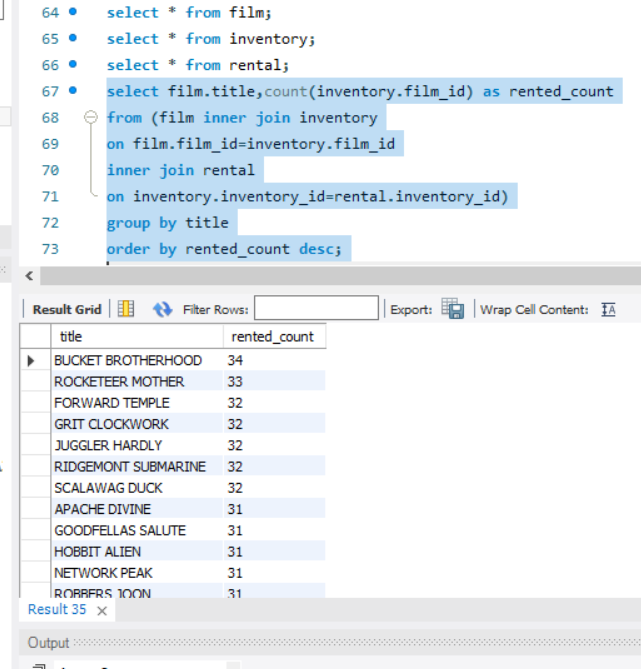 64 select * from film;
65 select * from inventory;
66 select * from rental;
67 select film.title,count(inventory.film_id) as rented_count
68 from (film inner join inventory
69 on film.film_id=inventory.film_id
70 inner join rental
71 on inventory.inventory_id=rental.inventory_id)
72 group by title
73 order by rented_count desc;
Result Grid Filter Rows: Export: Wrap Cell Content: IA
title rented_count
BUCKET BROTHERHOOD 34
ROCKETEER MOTHER 33
FORWARD TEMPLE 32
GRIT CLOCKWORK 32
JUGGLER HARDLY 32
RIDGEMONT SUBMARINE 32
SCALAWAG DUCK 32
APACHE DIVINE 31
GOODFELLAS SALUTE 31
HOBBIT ALIEN 31
NETWORK PEAK 31
ROBBERS JOON 31
Result 35 ×
Output